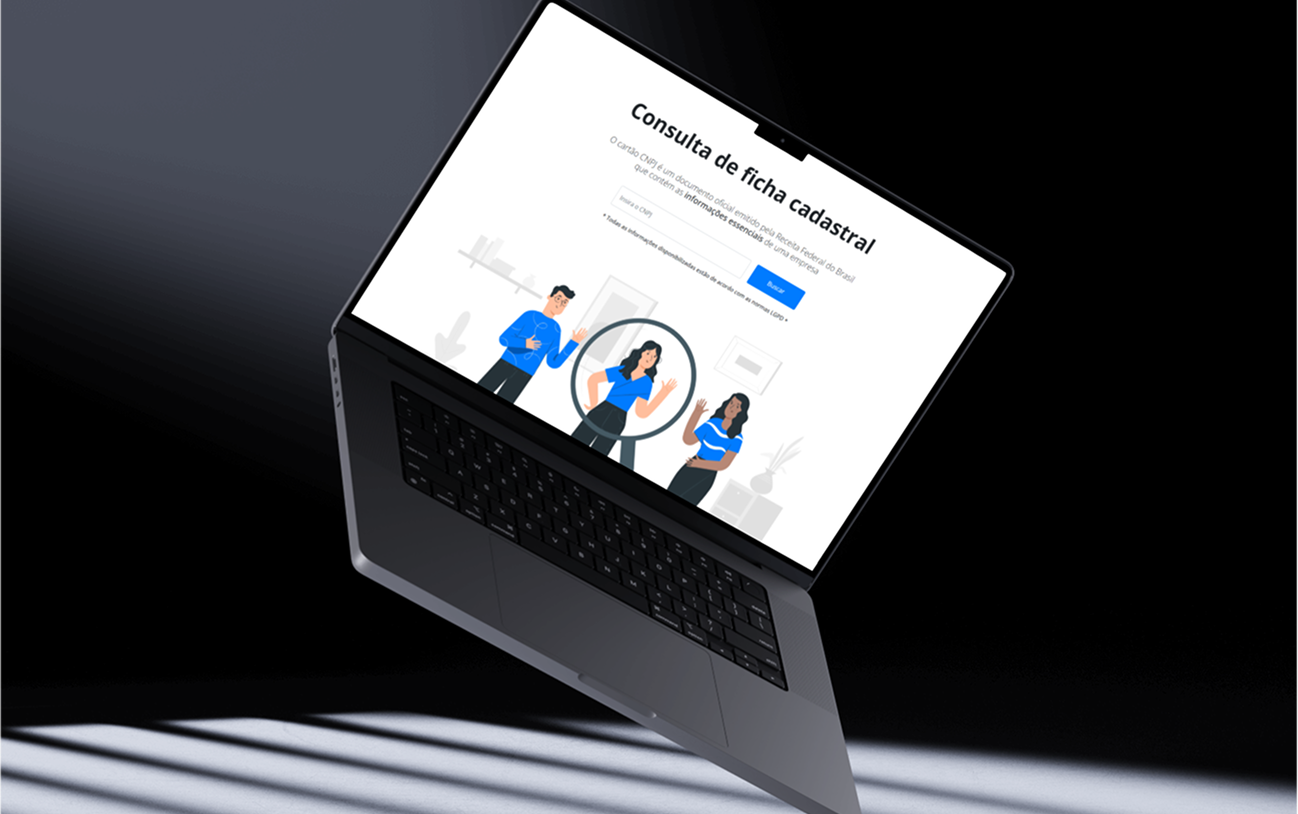 Consulta de ficha cadastral
O cartão CNPJ é um documento oficial emitido pela Receita Federal do Brasil
que contém as informações essenciais de uma empresa
Insira o CNPJ
Buscar
* Todas as informações disponibilizadas estão de acordo com as normas LGPD *